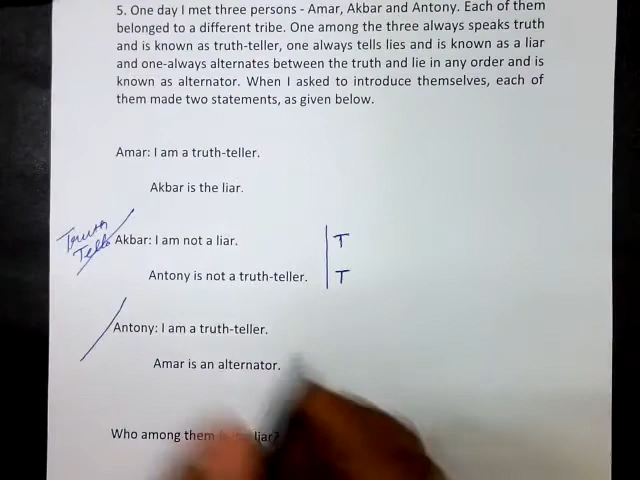 5. One day I met three persons - Amar, Akbar and Antony. Each of them
belonged to a different tribe. One among the three always speaks truth
and is known as truth-teller, one always tells lies and is known as a liar
and one-always alternates between the truth and lie in any order and is
known as alternator. When I asked to introduce themselves, each of
them made two statements, as given below.
Amar: I am a truth-teller.
Akbar is the liar.
Truth
Telle
Akbar: I am not a liar. T
Antony is not a truth-teller. T
Antony: I am a truth-teller.
Amar is an alternator.
Who among them liar?